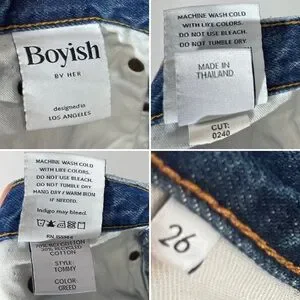 Boyish
BY HER
designed in
LOS ANGELES
MACHINE WASH COLD
WITH LIKE COLORS.
DO NOT USE BLEACH.
DO NOT TUMBLE DRY.
MADE IN
THAILAND
CUT:
0240
MACHINE WASH COLD
WITH LIKE COLORS.
DO NOT USE BLEACH.
DO NOT TUMBLE DRY.
HANG DRY / WARM IRON
IF NEEDED.
Indigo may bleed.
COTTON
STYLE:
TOMMY
COLOR:
CREED
26